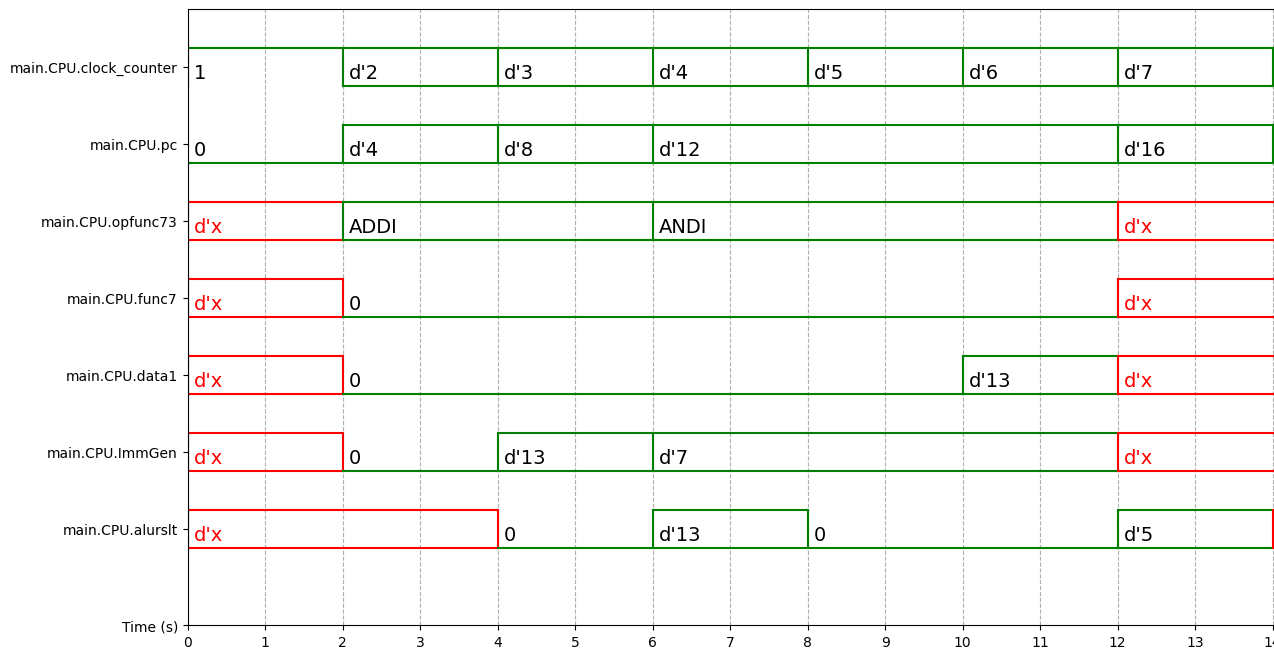 main.CPU.clock_counter 1 d'2 d'3 d'4 d'5 d'6 d'7
main.CPU.pc 0 d'4 d'8 d'12 d'16
main.CPU.opfunc73 d'x ADDI ANDI d'x
main.CPU.func7 d'x 0 d'x
main.CPU.data1 d'x 0 d'13 d'x
main.CPU.ImmGen d'x 0 d'13 d'7 d'x
main.CPU.alurslt d'x 0 d'13 0 d'5
Time (s)
0 1 2 3 4 5 6 7 8 9 10 11 12 13 14